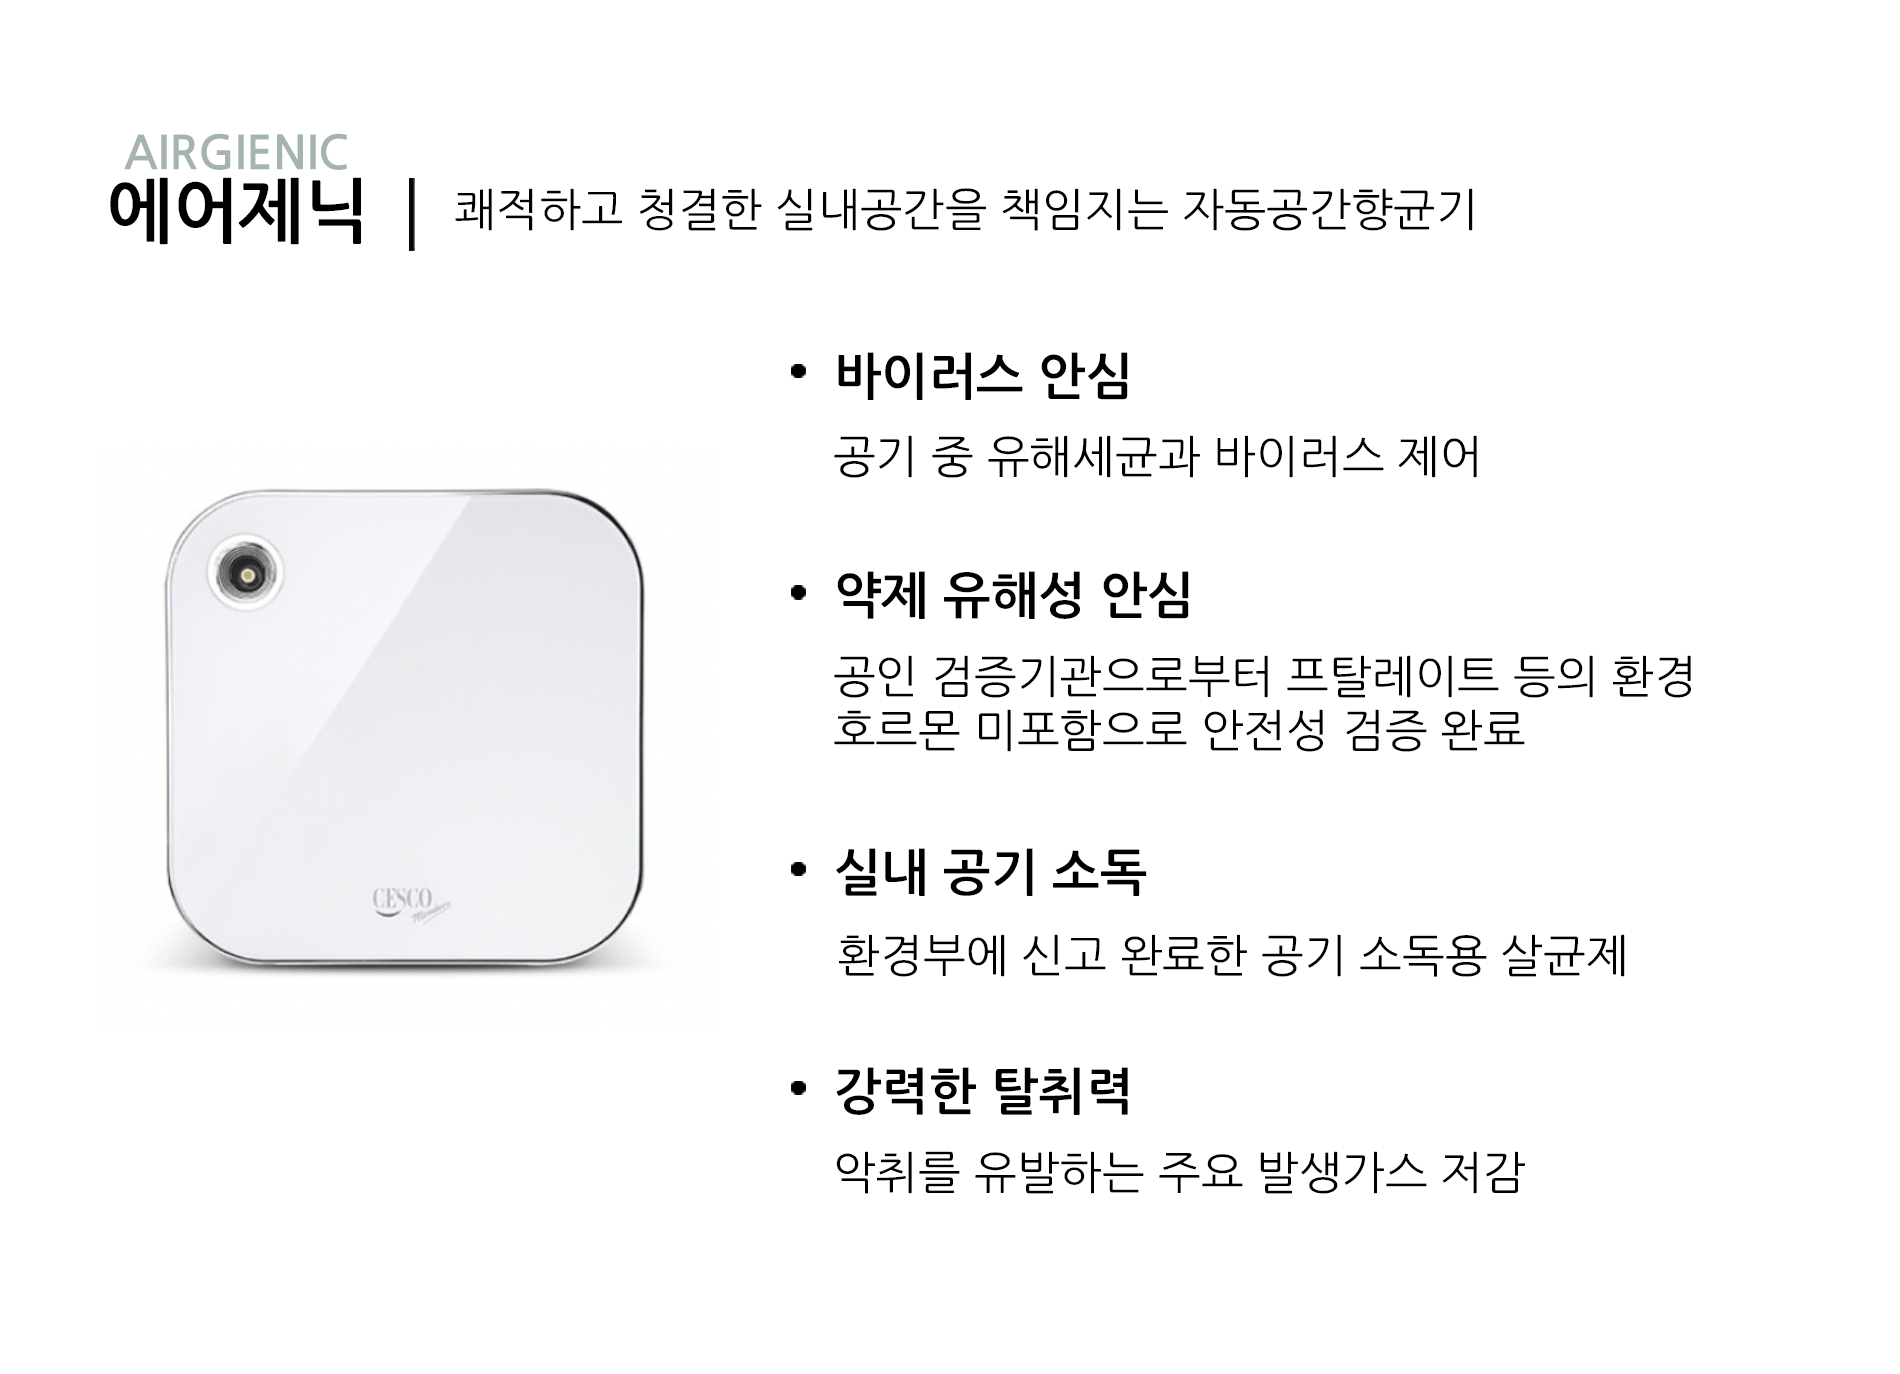 AIRGIENIC
에어제닉 | 쾌적하고 청결한 실내공간을 책임지는 자동공간향균기
• 바이러스 안심
공기 중 유해세균과 바이러스 제어
• 약제 유해성 안심
공인 검증기관으로부터 프탈레이트 등의 환경
호르몬 미포함으로 안전성 검증 완료
• 실내 공기 소독
환경부에 신고 완료한 공기 소독용 살균제
• 강력한 탈취력
악취를 유발하는 주요 발생가스 저감
CESCO
Members